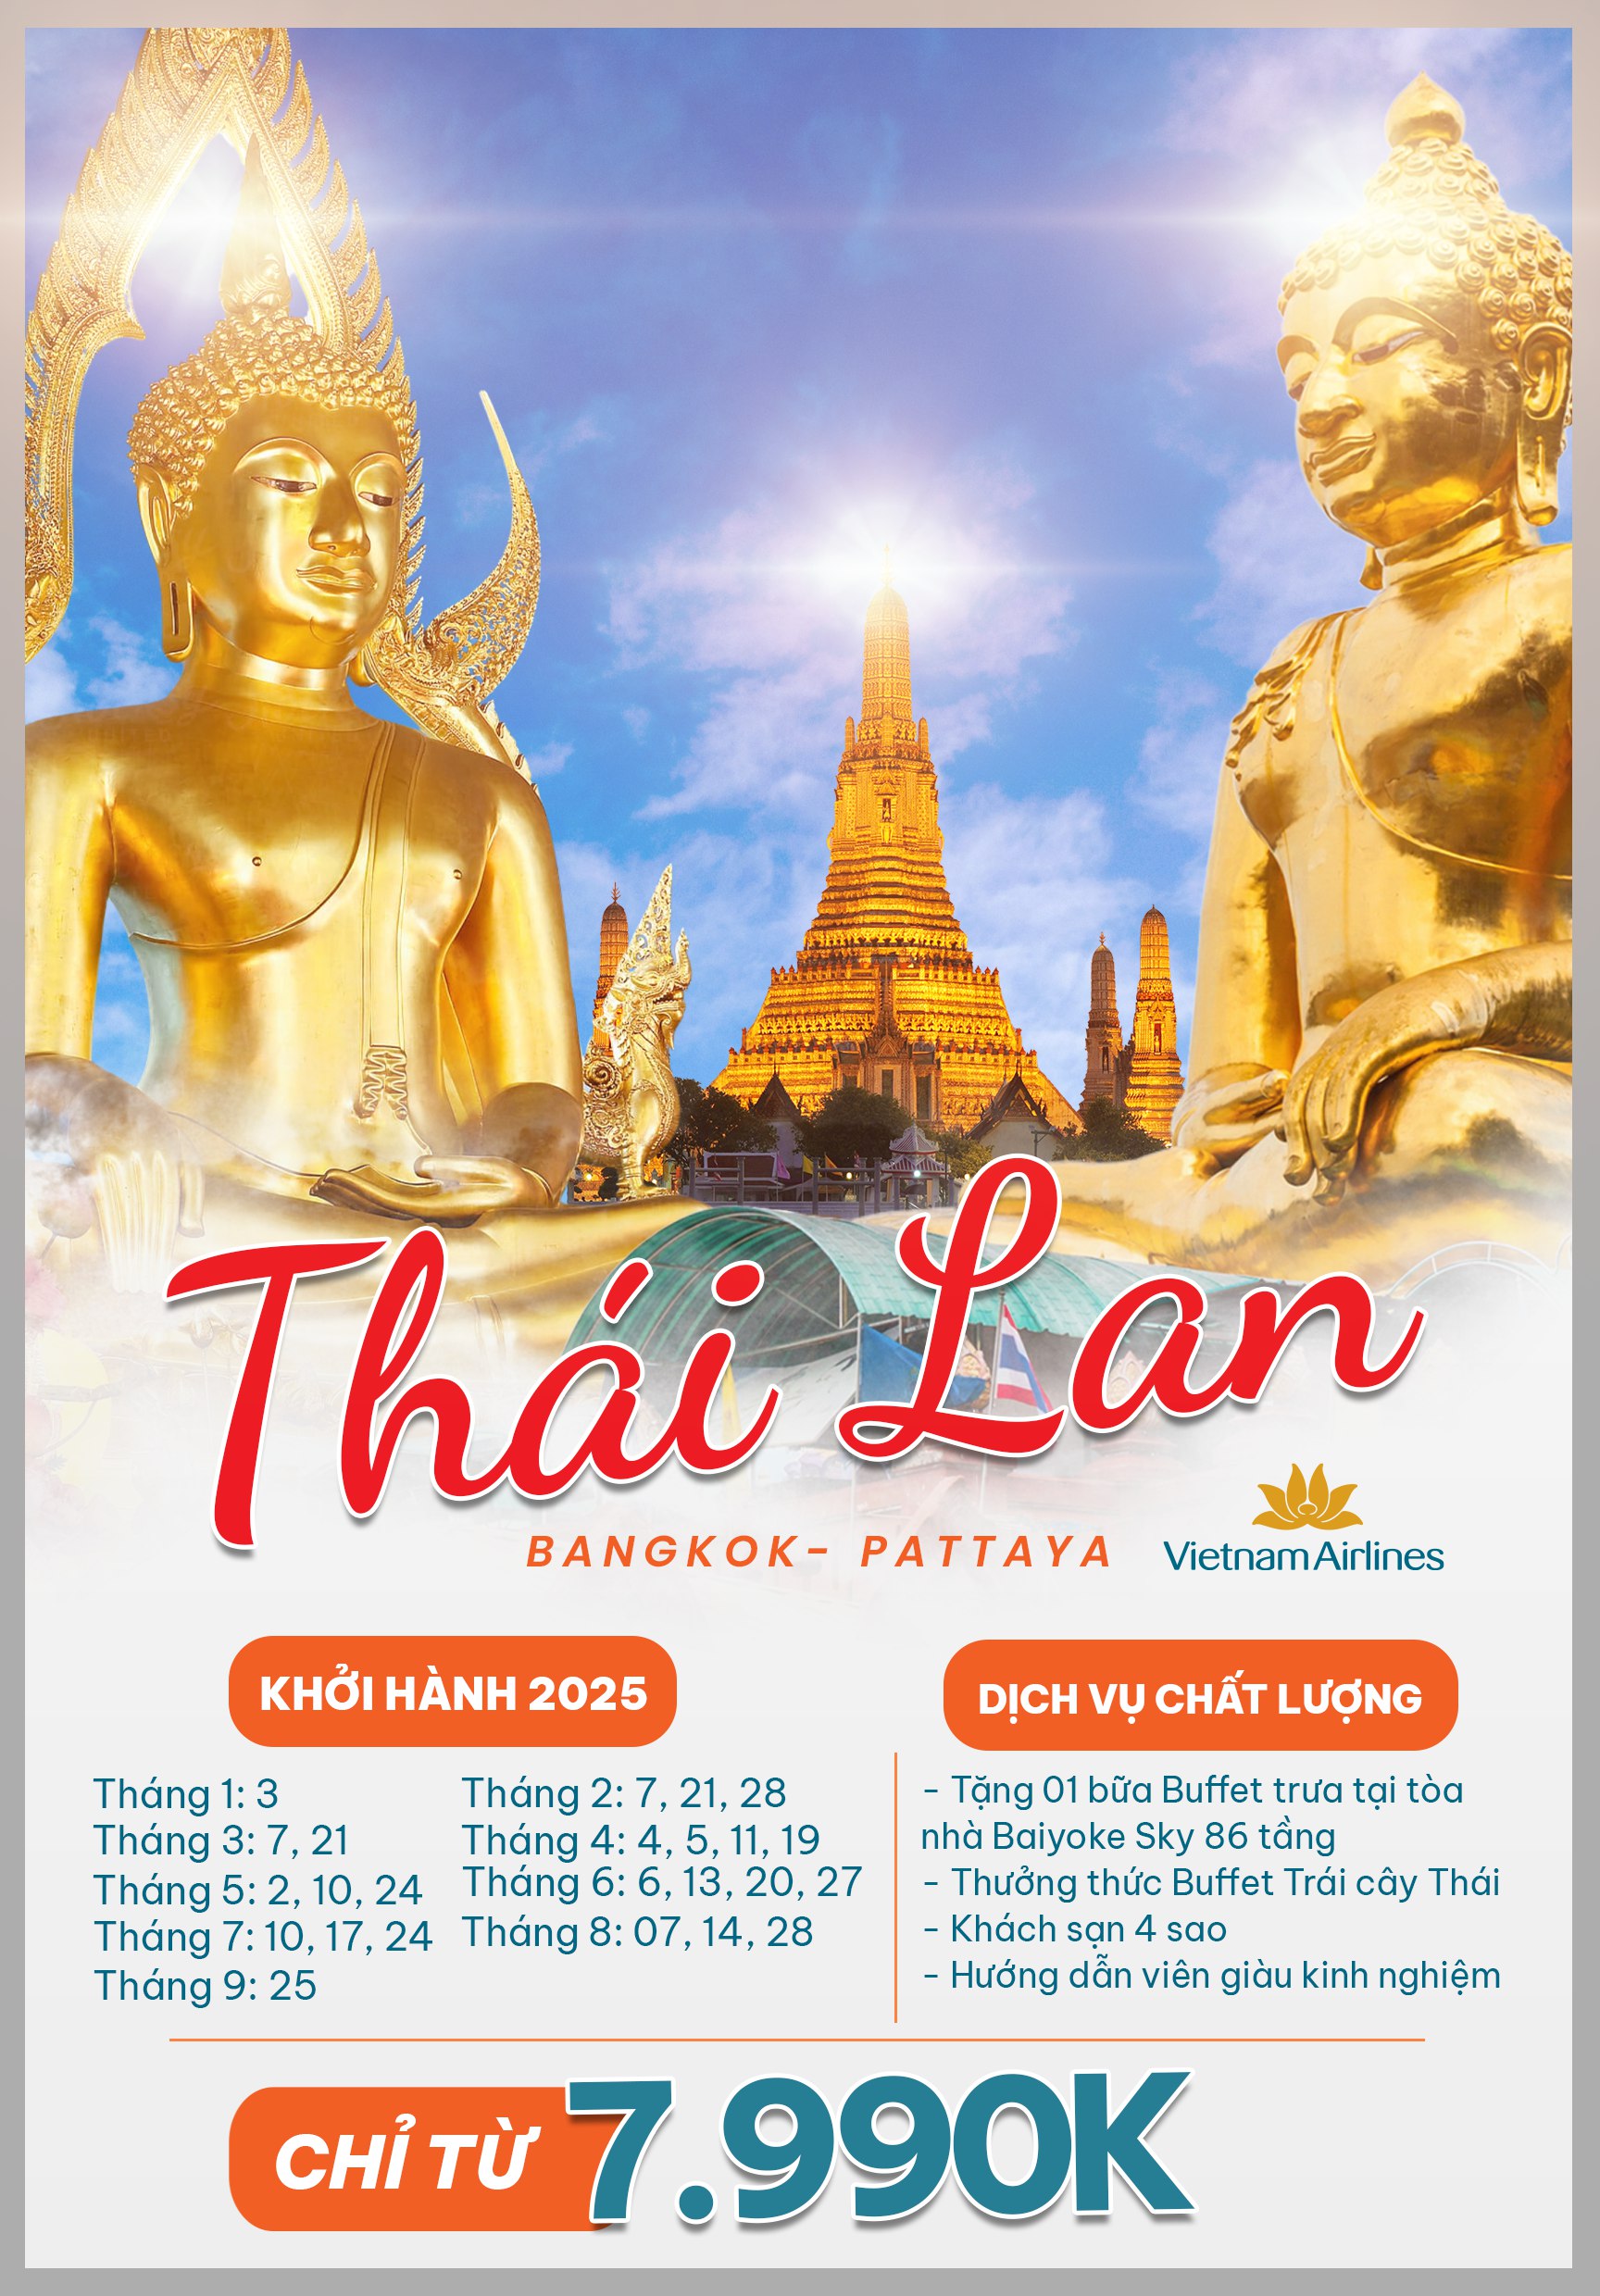 Thái Lan
BANGKOK- PATTAYA
Vietnam Airlines
KHỞI HÀNH 2025
Tháng 1: 3
Tháng 2: 7, 21, 28
Tháng 3: 7, 21
Tháng 4: 4, 5, 11, 19
Tháng 5: 2, 10, 24
Tháng 6: 6, 13, 20, 27
Tháng 7: 10, 17, 24
Tháng 8: 07, 14, 28
Tháng 9: 25
DỊCH VỤ CHẤT LƯỢNG
- Tặng 01 bữa Buffet trưa tại tòa
nhà Baiyoke Sky 86 tầng
- Thưởng thức Buffet Trái cây Thái
- Khách sạn 4 sao
- Hướng dẫn viên giàu kinh nghiệm
CHỈ TỪ 7.990K